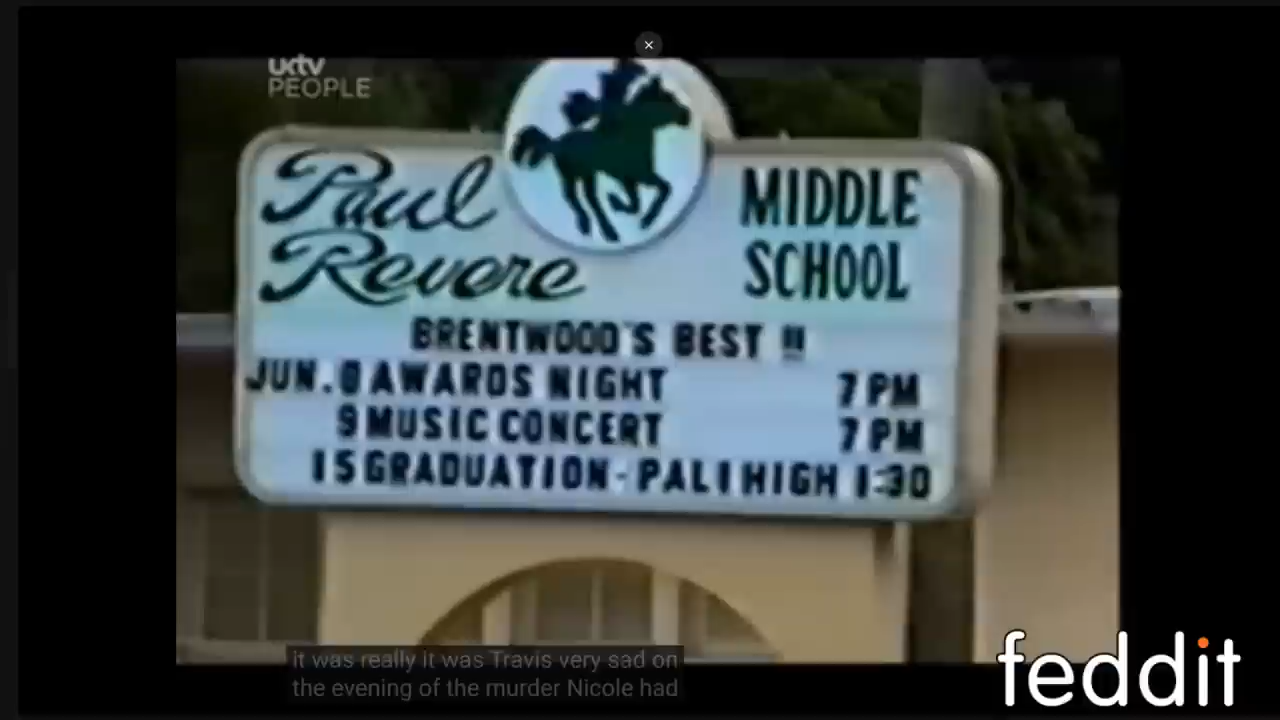 uktv
PEOPLE
Paul
Revere
MIDDLE
SCHOOL
BRENTWOOD'S BEST !!
JUN. 8 AWARDS NIGHT 7 PM
9 MUSIC CONCERT 7 PM
15 GRADUATION - PALI HIGH 1:30
it was really it was Travis very sad on
the evening of the murder Nicole had
feddit